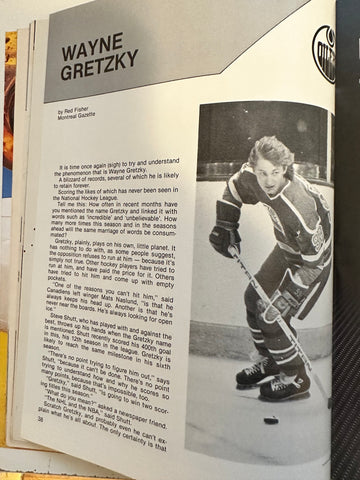 WAYNE
GRETZKY
by Red Fisher
Montreal Gazette
It is time once again (sigh) to try and understand
the phenomenon that is Wayne Gretzky.
A blizzard of records, several of which he is likely
to retain forever.
Scoring the likes of which has never been seen in
the National Hockey League.
Tell me this: How often in recent months have
you mentioned the name Gretzky and linked it with
words such as 'incredible' and 'unbelievable'. How
many more times this season and in the seasons
ahead will the same marriage of words be consum-
mated?
Gretzky, plainly, plays on his own, little planet. It
has nothing to do with, as some people suggest,
the opposition refuses to run at him — because it's
simply not true. Other hockey players have tried to
run at him, and have paid the price for it. Others
have tried to hit him and come up with empty
pockets.
"One of the reasons you can't hit him," said
Canadiens left winger Mats Naslund, "is that he
always keeps his head up. Another is that he's
never near the boards. He's always looking for open
ice."
Steve Shutt, who has played with and against the
best, throws up his hands when the Gretzky name
is mentioned. Shutt recently scored his 400th goal
in this, his 12th season in the league. Gretzky is
likely to reach the same milestone in his sixth
season.
"There's no point trying to figure him out," says
Shutt, "because it can't be done. There's no point
trying to understand how and why he scores so
many points, because that's impossible, too.
"Gretzky," said Shutt, "is going to win two scor-
ing titles this season."
"What do you mean?" asked a newspaper friend.
"The NHL and the NBA," said Shutt.
Scratch Gretzky, and probably even he can't ex-
plain what he's all about. The only certainty is that
38